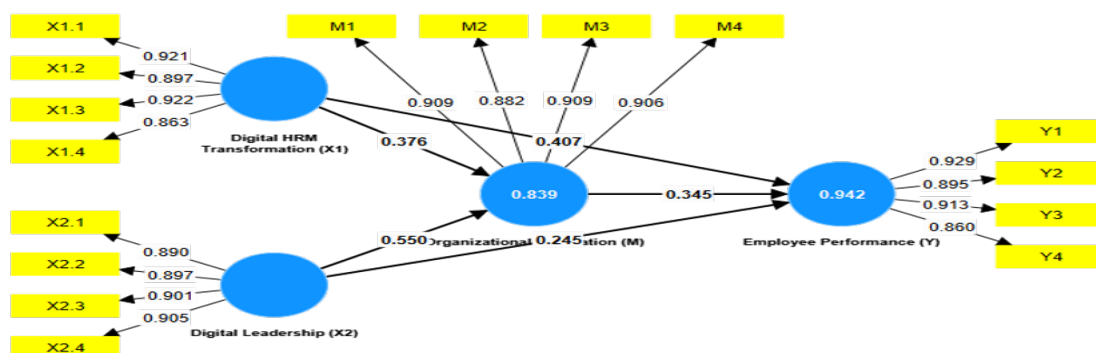 X1.1
X1.2
X1.3
X1.4
0.921
0.897
0.922
0.863
Digital HRM
Transformation (X1)
M1
M2
M3
M4
0.909
0.882
0.909
0.906
0.376
0.407
0.839
0.345
0.942
0.550
0.245
(M)
Employee Performance (Y)
Y1
Y2
Y3
Y4
0.929
0.895
0.913
0.860
X2.1
X2.2
X2.3
X2.4
0.890
0.897
0.901
0.905
Digital Leadership (X2)